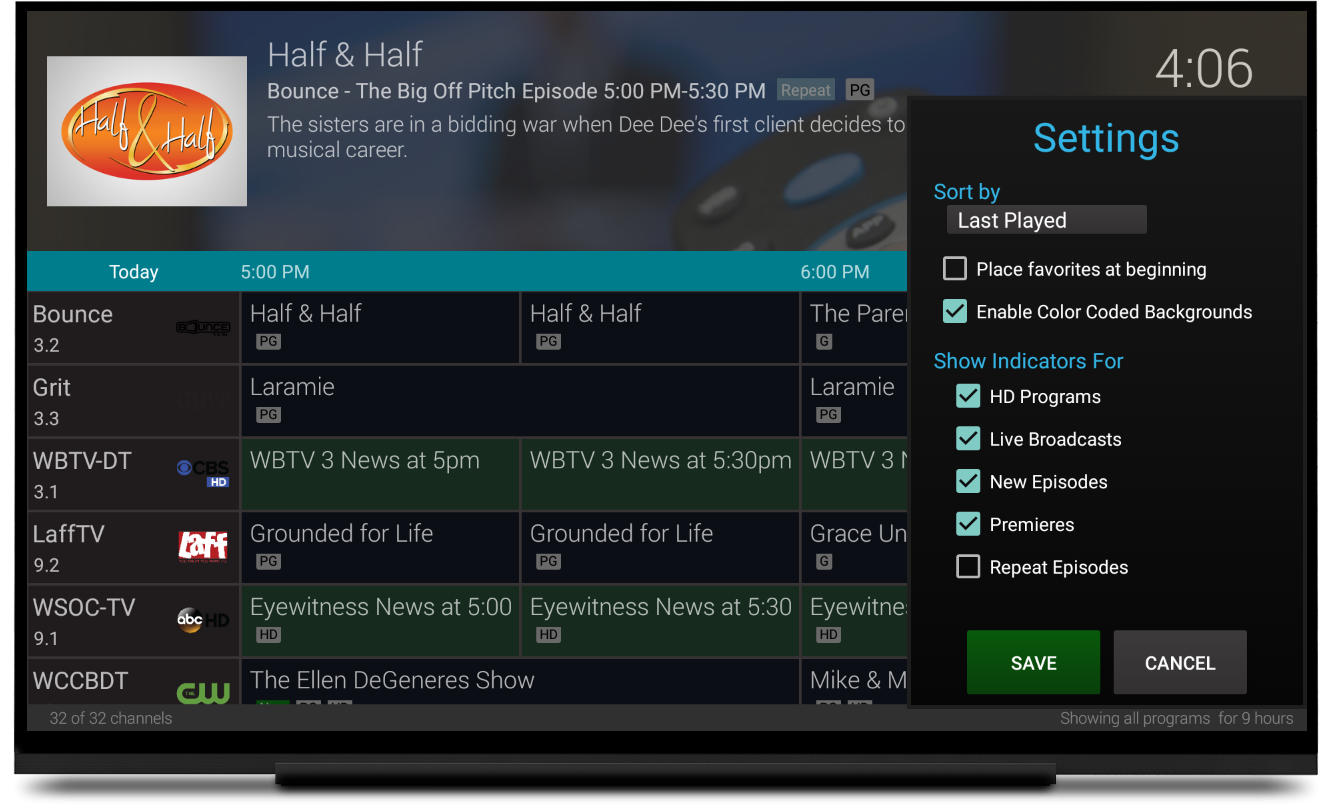 Half & Half
4:06
Bounce - The Big Off Pitch Episode 5:00 PM-5:30 PM Repeat PG
The sisters are in a bidding war when Dee Dee's first client decides to
musical career.
Half & Half
APP
Today 5:00 PM 6:00 PM
Bounce
3.2
BOUNCE
Half & Half
PG
Half & Half
PG
The Paren
G
Grit
3.3
Laramie
PG
Laramie
PG
WBTV-DT
3.1
CBS
HD
WBTV 3 News at 5pm
WBTV 3 News at 5:30pm
WBTV 3 N
LaffTV
9.2
Laff
Grounded for Life
PG
Grounded for Life
PG
Grace Un
G
WSOC-TV
9.1
abc HD
Eyewitness News at 5:00
HD
Eyewitness News at 5:30
HD
Eyewitne
HD
WCCBDT
THE CW
The Ellen DeGeneres Show
Mike & M
32 of 32 channels
Showing all programs for 9 hours
Settings
Sort by
Last Played
Place favorites at beginning
Enable Color Coded Backgrounds
Show Indicators For
HD Programs
Live Broadcasts
New Episodes
Premieres
Repeat Episodes
SAVE CANCEL